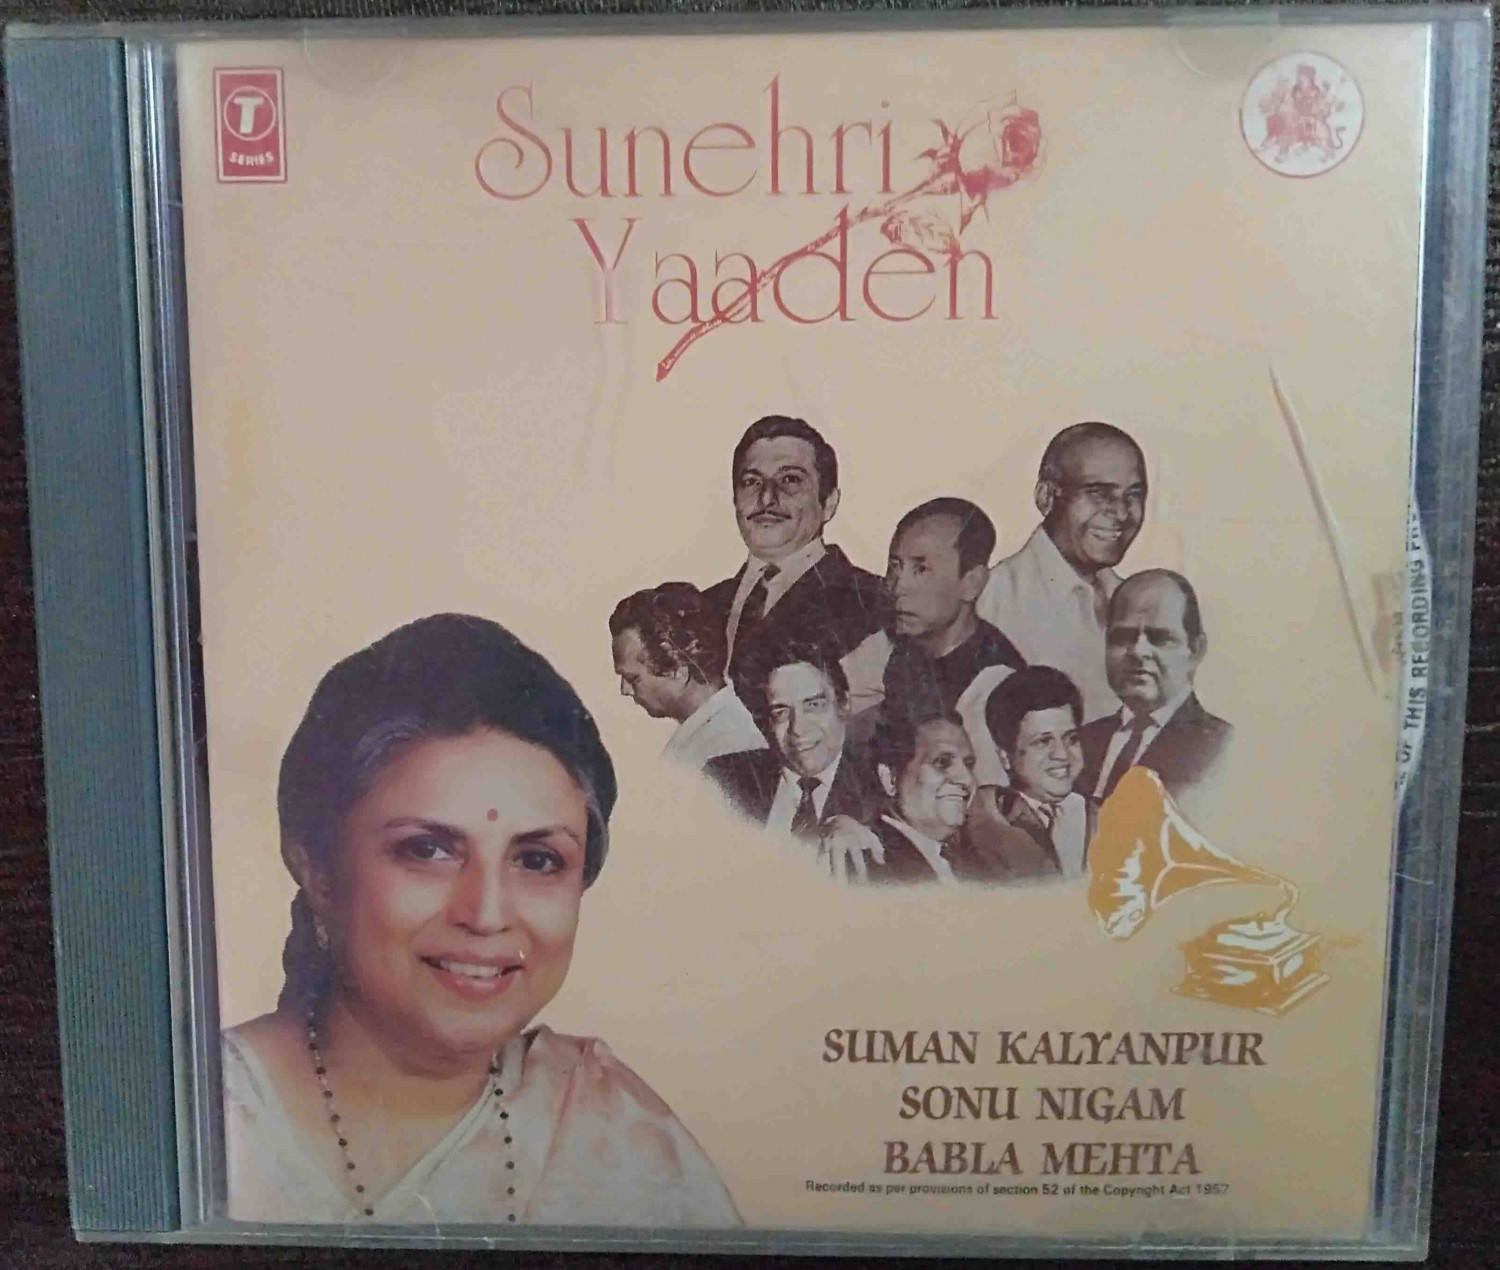 T
SERIES
Sunehri
Yaaden
OF THIS RECORDING
SUMAN KALYANPUR
SONU NIGAM
BABLA MEHTA
Recorded as per provisions of section 52 of the Copyright Act 1957